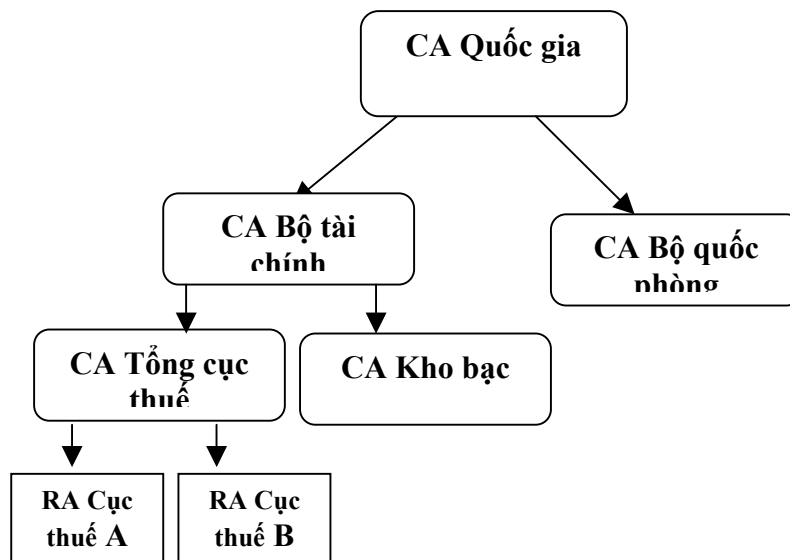 CA Quốc gia
CA Bộ tài
chính
CA Bộ quốc
phòng
CA Tổng cục
thuế
CA Kho bạc
RA Cục
thuế A
RA Cục
thuế B